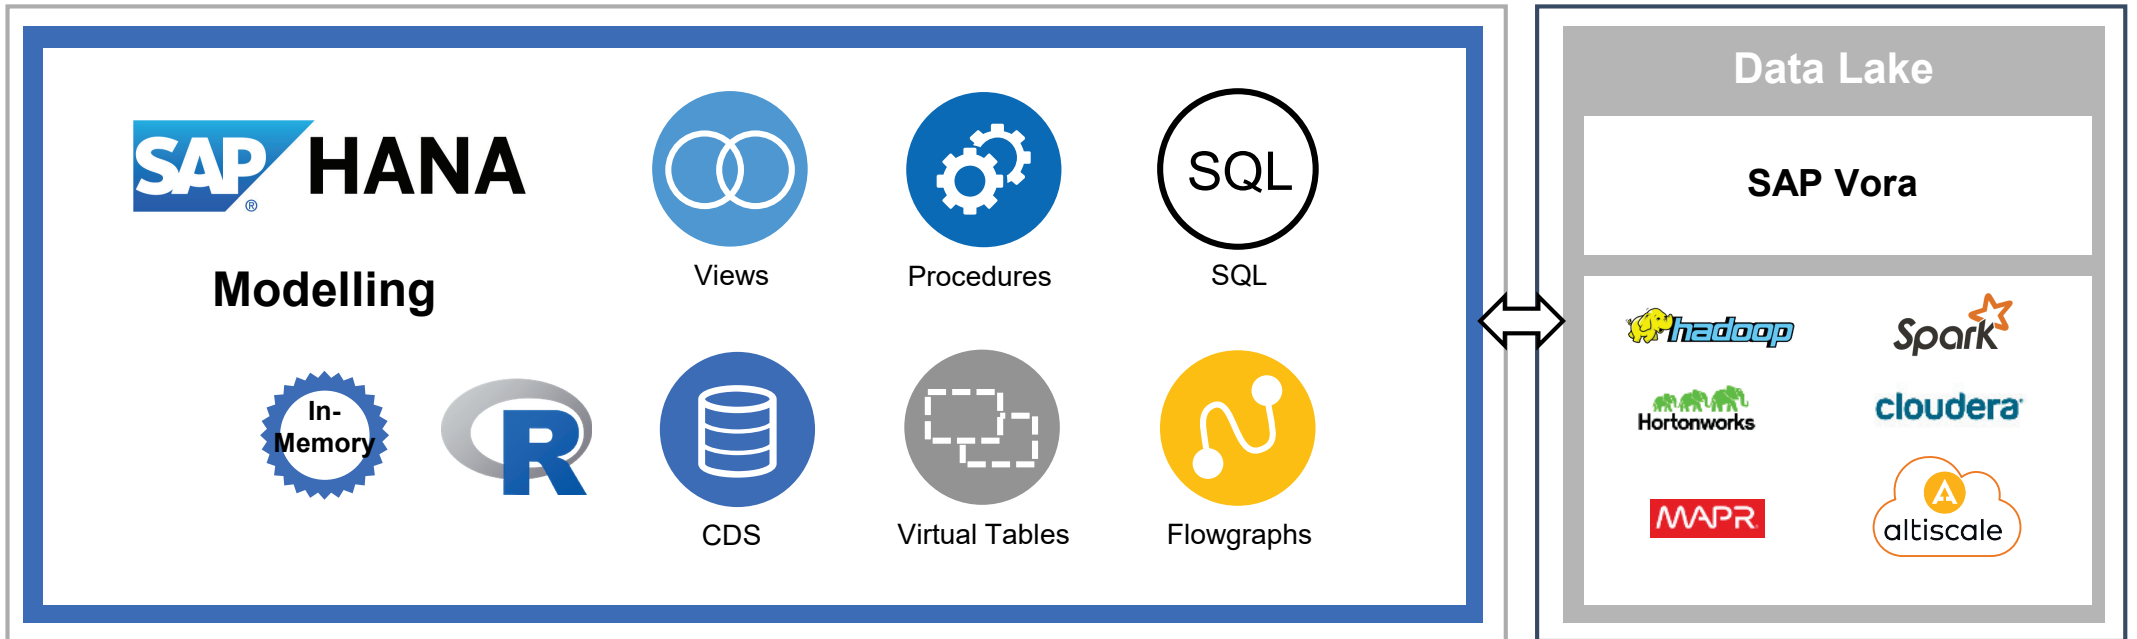 SAP HANA
®
Modelling
In-
Memory
R
Views
Procedures
SQL
SQL
CDS
Virtual Tables
Flowgraphs
Data Lake
SAP Vora
hadoop
Spark
Hortonworks
cloudera
MAPR
altiscale